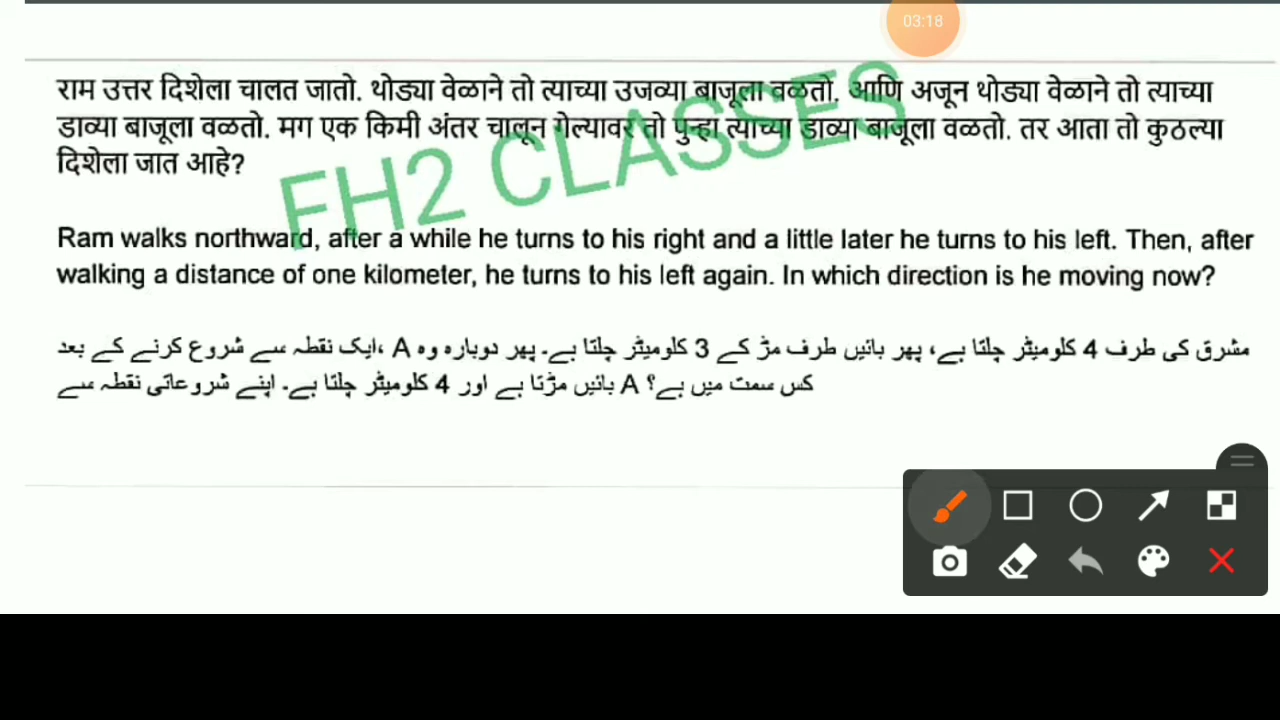 03:18
राम उत्तर दिशेला चालत जातो. थोड्या वेळाने तो त्याच्या उजव्या बाजूला वळतो. आणि अजून थोड्या वेळाने तो त्याच्या
डाव्या बाजूला वळतो. मग एक किमी अंतर चालून गेल्यावर तो पुन्हा त्याच्या डाव्या बाजूला वळतो. तर आता तो कुठल्या
दिशेला जात आहे?
FH2 CLASSES
Ram walks northward, after a while he turns to his right and a little later he turns to his left. Then, after
walking a distance of one kilometer, he turns to his left again. In which direction is he moving now?
مشرق کی طرف 4 کلومیٹر چلتا ہے، پھر بائیں طرف مڑ کے 3 کلومیٹر چلتا ہے۔ پھر دوبارہ وہ A ،ایک نقطہ سے شروع کرنے کے بعد
کس سمت میں ہے؟ A بائیں مڑتا ہے اور 4 کلومیٹر چلتا ہے۔ اپنے شروعاتی نقطہ سے